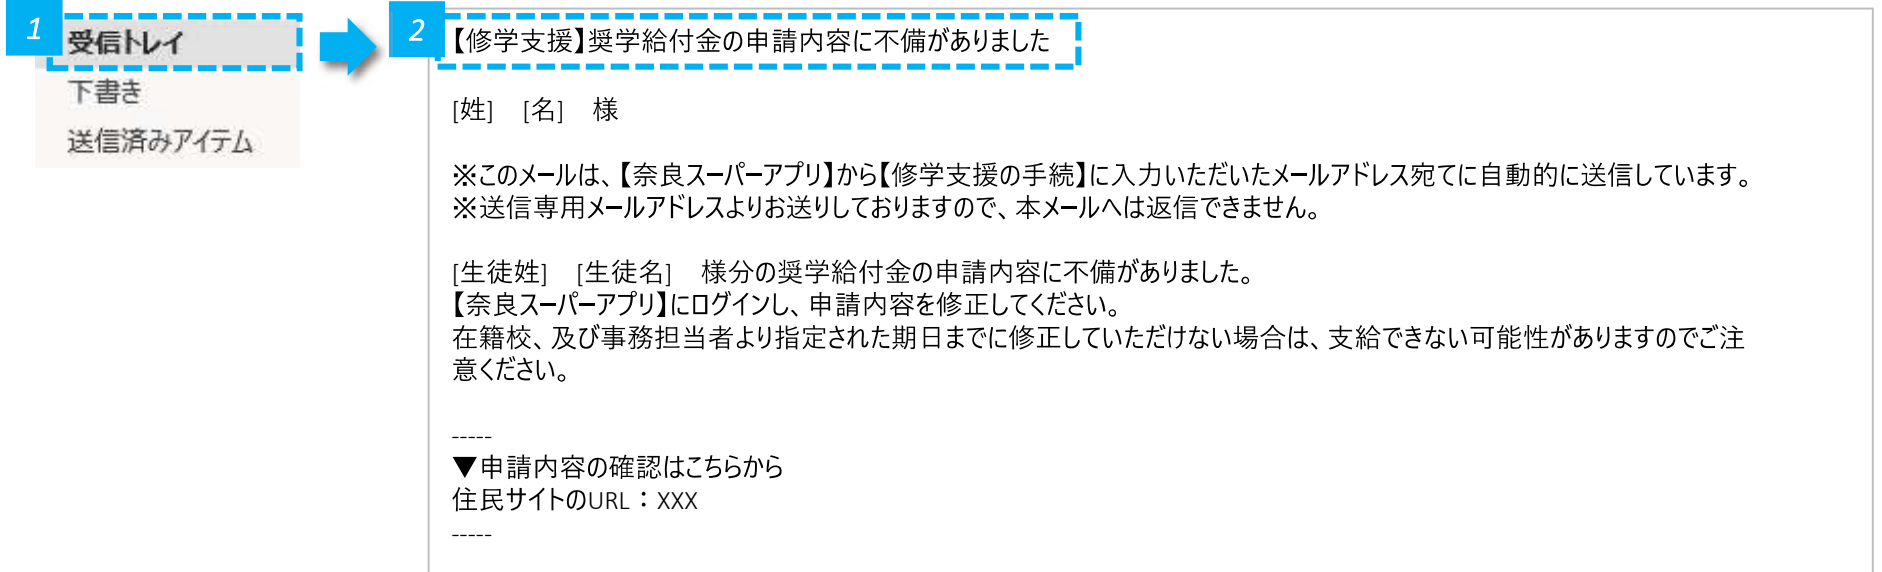 1
受信トレイ
下書き
送信済みアイテム
2
【修学支援】奨学給付金の申請内容に不備がありました
[姓] [名] 様
※このメールは、【奈良スーパーアプリ】から【修学支援の手続】に入力いただいたメールアドレス宛てに自動的に送信しています。
※送信専用メールアドレスよりお送りしておりますので、本メールへは返信できません。
[生徒姓] [生徒名] 様分の奨学給付金の申請内容に不備がありました。
【奈良スーパーアプリ】にログインし、申請内容を修正してください。
在籍校、及び事務担当者より指定された期日までに修正していただけない場合は、支給できない可能性がありますのでご注
意ください。
-----
▼申請内容の確認はこちらから
住民サイトのURL：XXX
-----